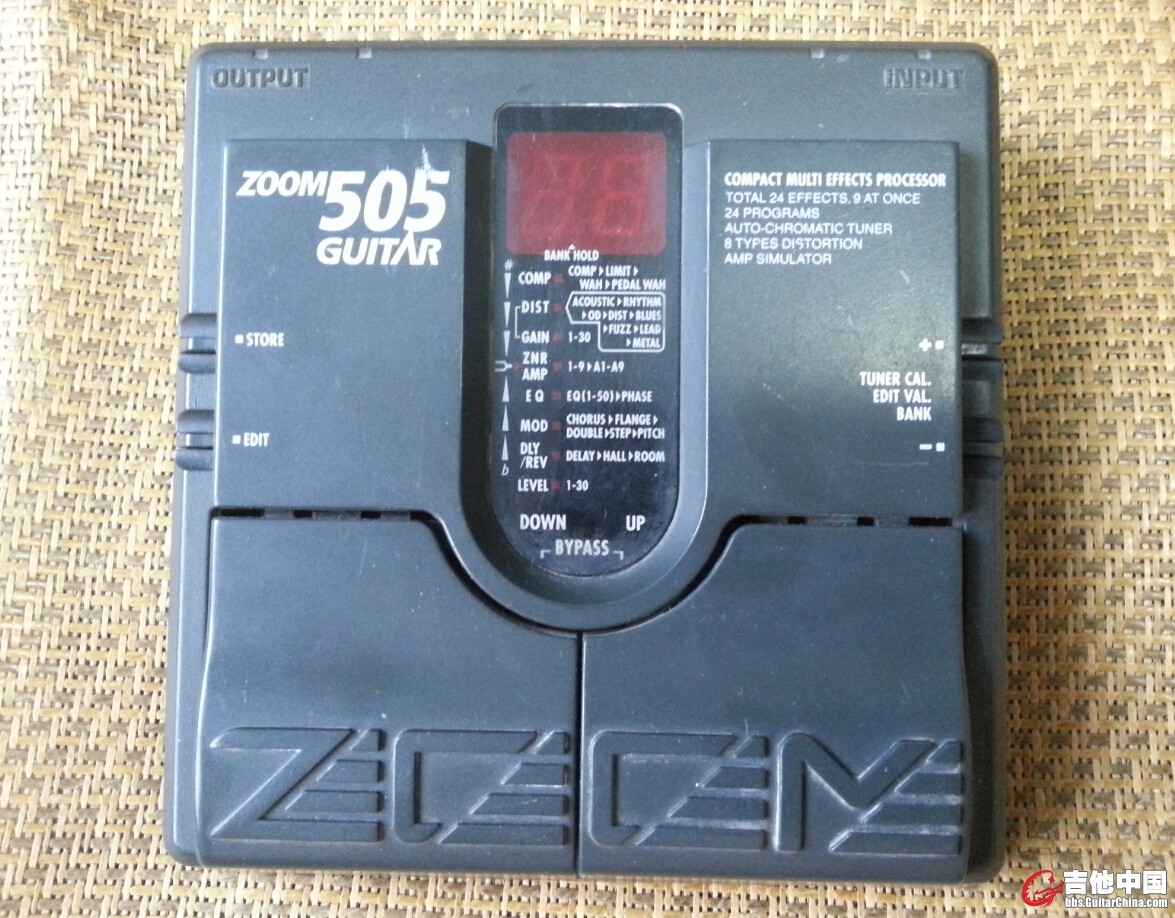 OUTPUT
INPUT
ZOOM 505
GUITAR
COMPACT MULTI EFFECTS PROCESSOR
TOTAL 24 EFFECTS, 9 AT ONCE
24 PROGRAMS
AUTO-CHROMATIC TUNER
8 TYPES DISTORTION
AMP SIMULATOR
BANK HOLD
#
COMP COMP LIMIT
WAH PEDAL WAH
DIST ACOUSTIC RHYTHM
OD DIST BLUES
FUZZ LEAD
METAL
GAIN 1-30
ZNR
AMP 1-9 A1-A9
EQ EQ(1-50) PHASE
MOD CHORUS FLANGE
DOUBLE STEP PITCH
DLY
/REV DELAY HALL ROOM
b
LEVEL 1-30
DOWN UP
BYPASS
STORE
EDIT
+
TUNER CAL.
EDIT VAL.
BANK
-
ZOOM
吉他中国
bbs.GuitarChina.com